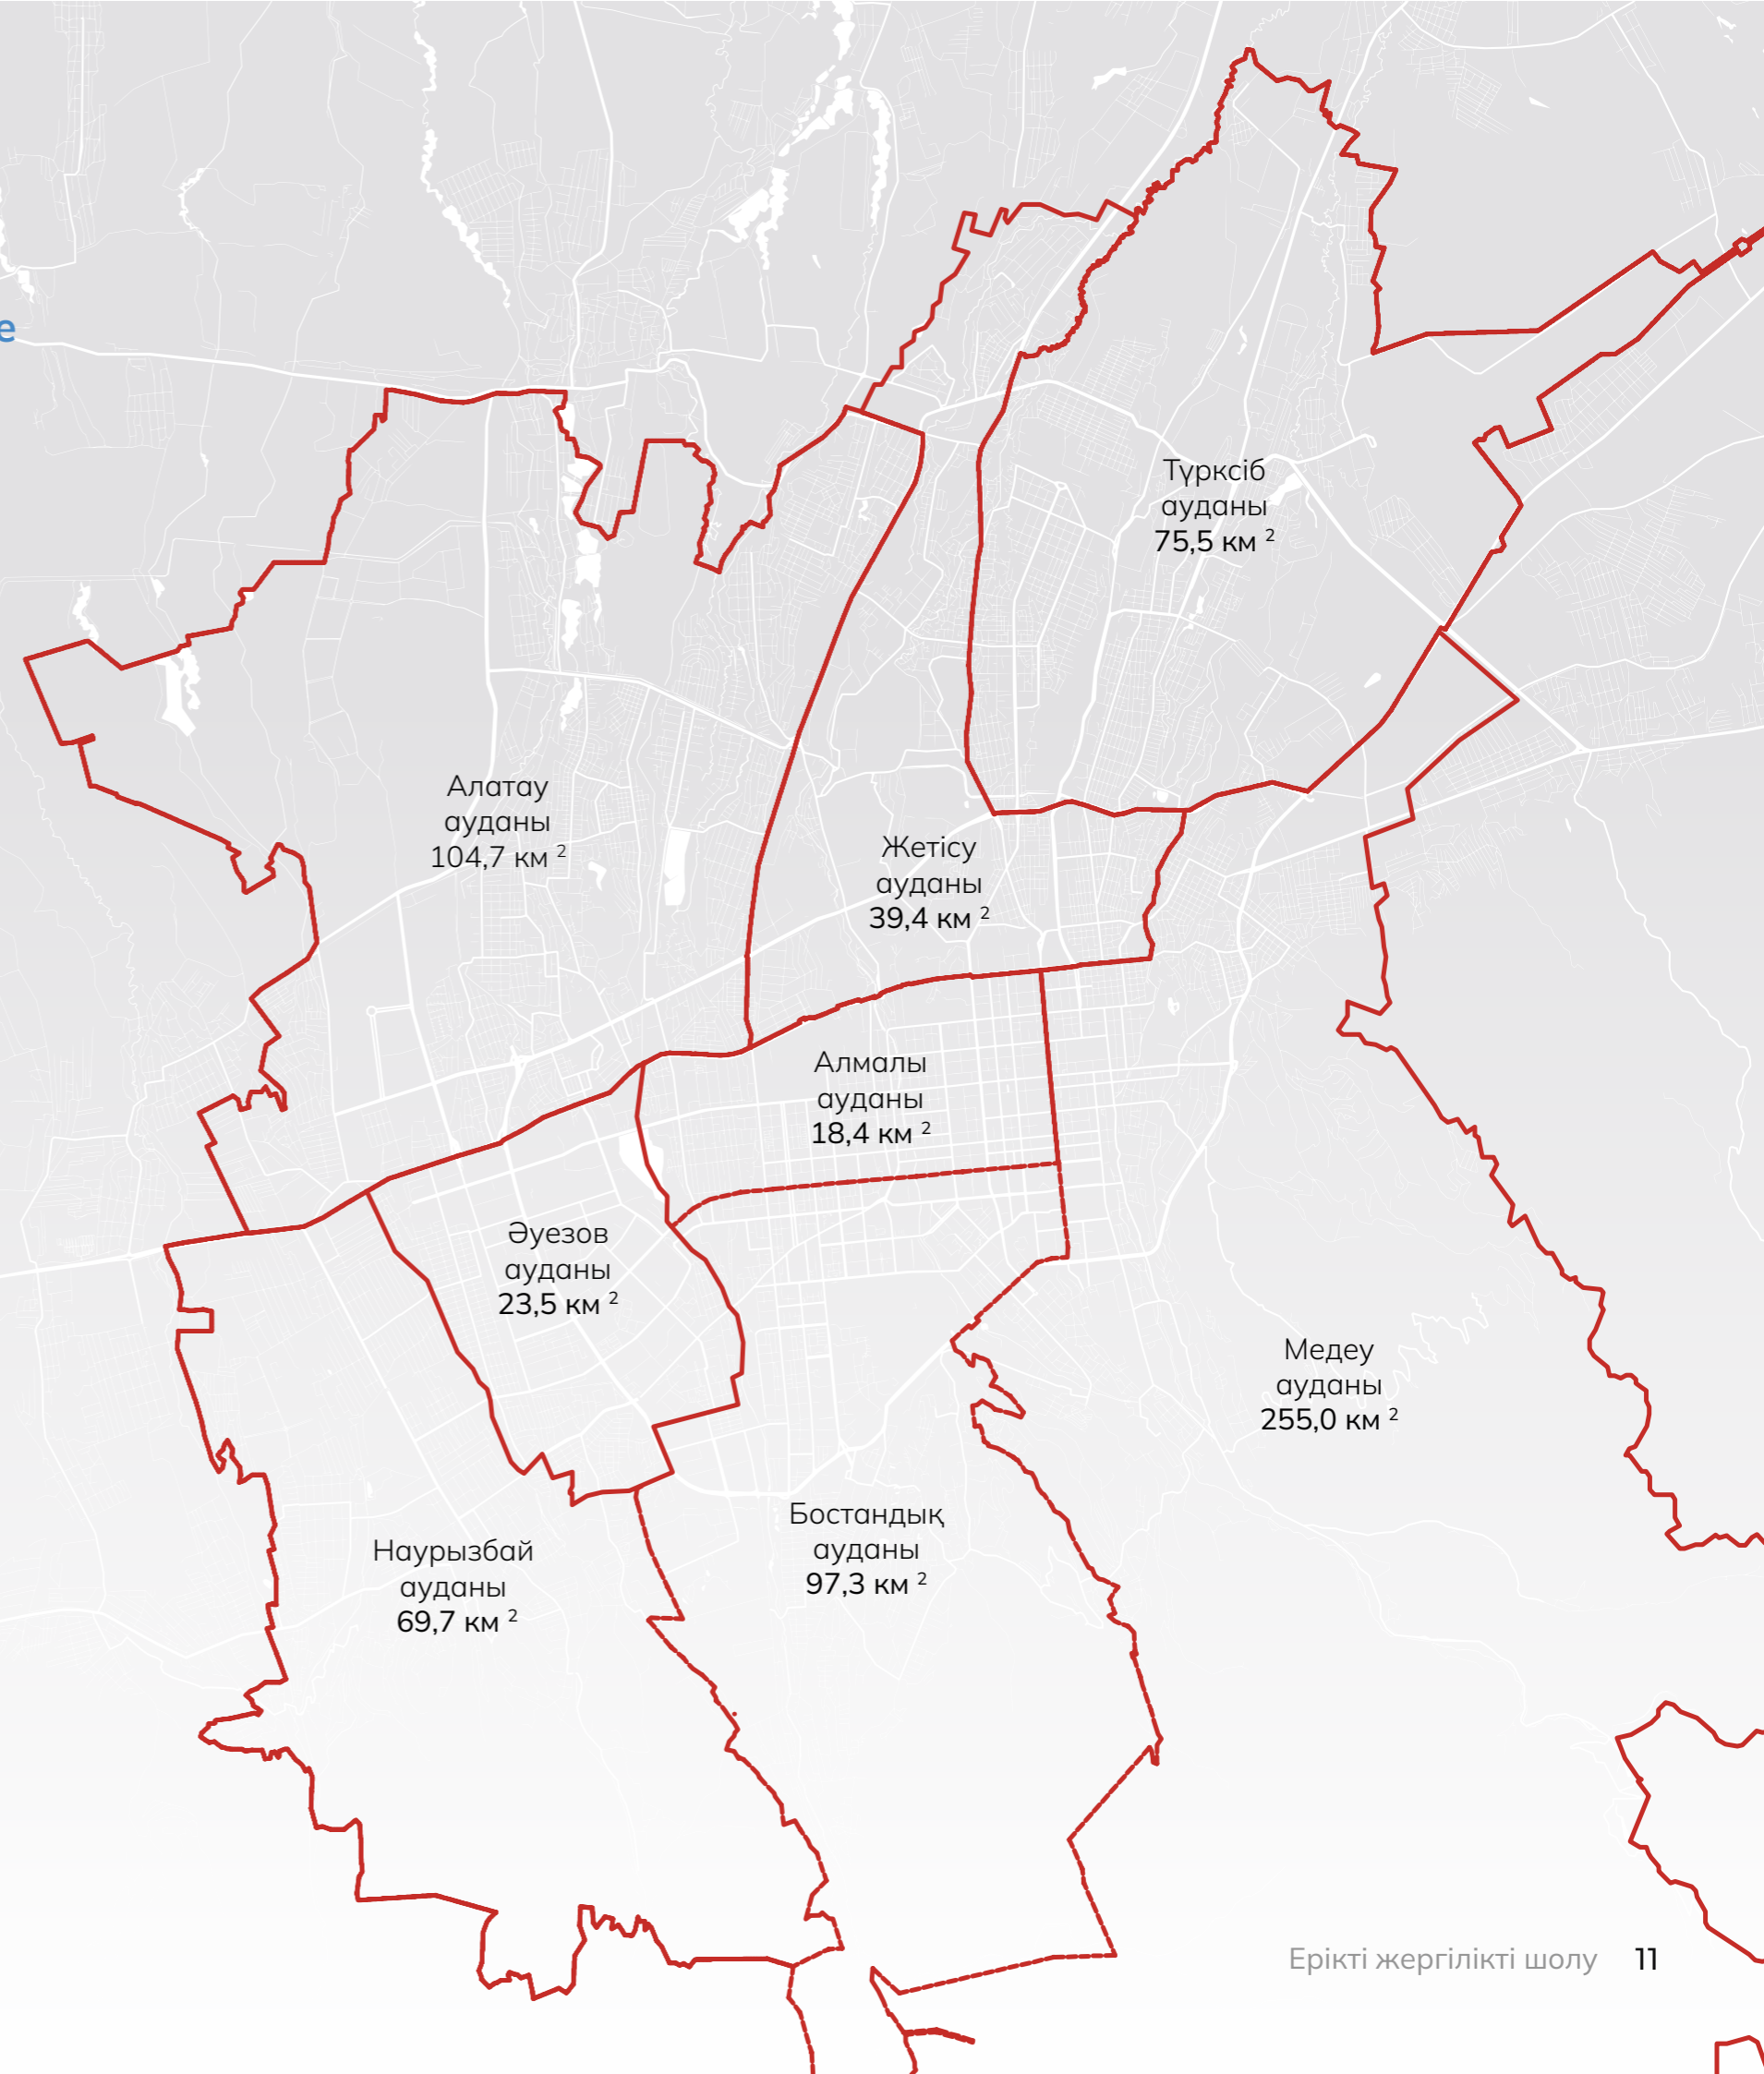 е
Түрксіб
ауданы
75,5 км ²
Алатау
ауданы
104,7 км ²
Жетісу
ауданы
39,4 км ²
Алмалы
ауданы
18,4 км ²
Әуезов
ауданы
23,5 км ²
Медеу
ауданы
255,0 км ²
Бостандық
ауданы
97,3 км ²
Наурызбай
ауданы
69,7 км ²
Ерікті жергілікті шолу 11